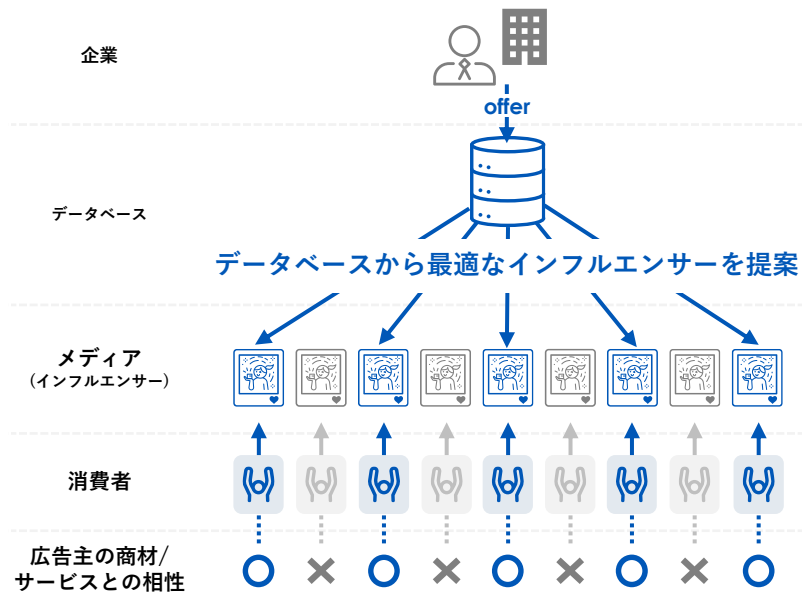 企業
offer
データベース
データベースから最適なインフルエンサーを提案
メディア
（インフルエンサー）
消費者
広告主の商材/
サービスとの相性